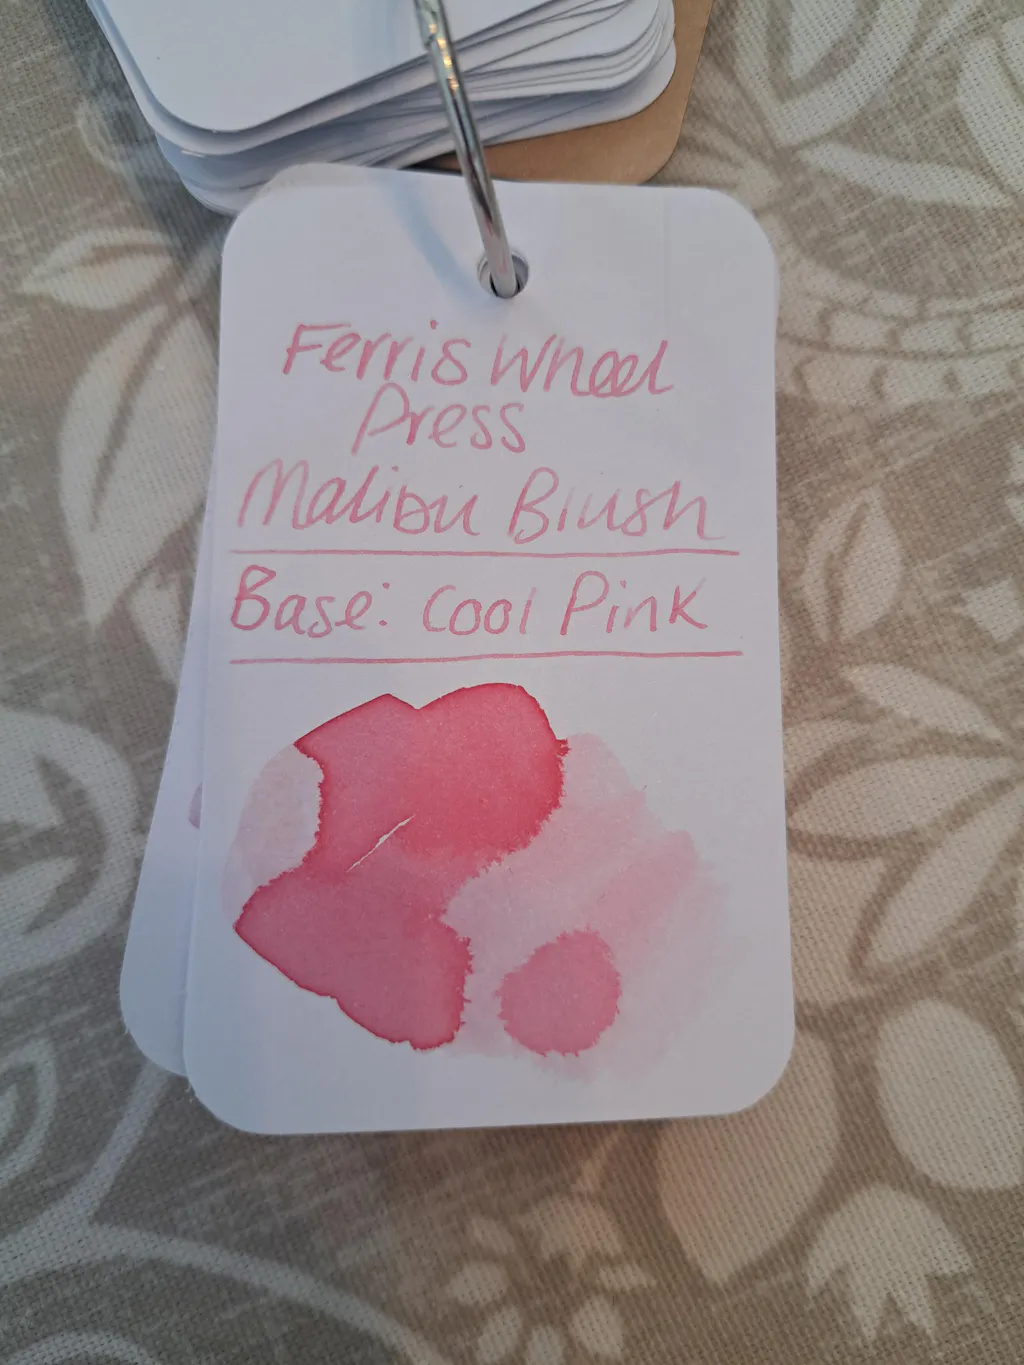 Ferris Wheel
Press
Malibu Blush
Base: Cool Pink